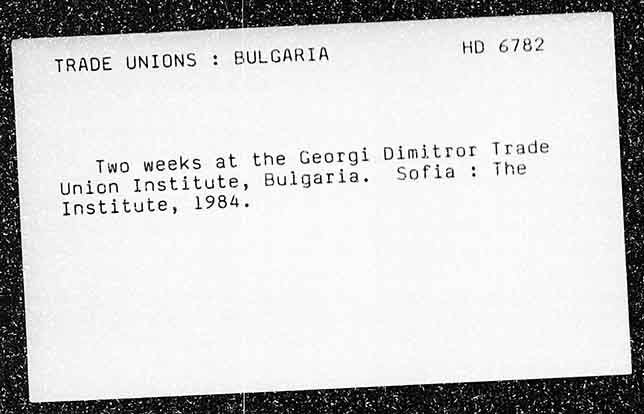 TRADE UNIONS : BULGARIA HD 6782
Two weeks at the Georgi Dimitror Trade
Union Institute, Bulgaria. Sofia : The
Institute, 1984.